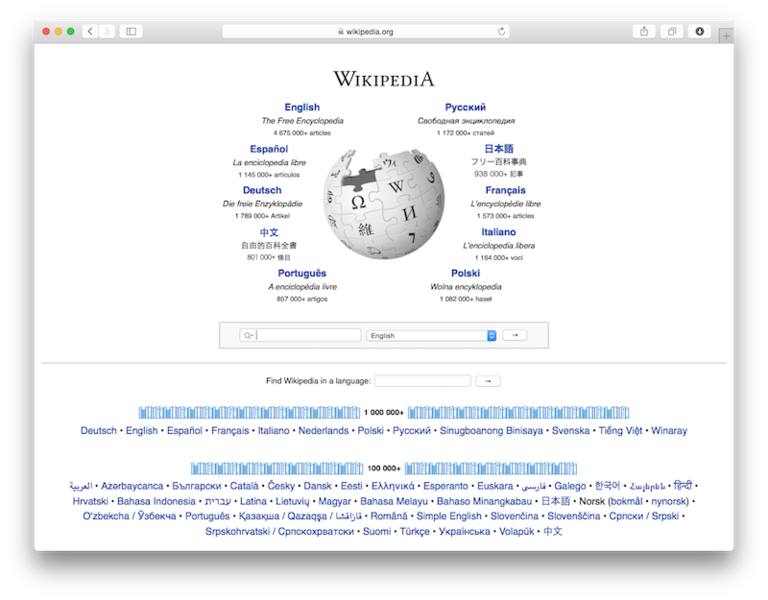 wikipedia.org
WIKIPEDIA
English
The Free Encyclopedia
4 675 000+ articles
Русский
Свободная энциклопедия
1 172 000+ статей
Español
La enciclopedia libre
1 145 000+ artículos
日本語
フリー百科事典
938 000+ 記事
Deutsch
Die freie Enzyklopädie
1 789 000+ Artikel
Français
L'encyclopédie libre
1 573 000+ articles
中文
自由的百科全書
801 000+ 條目
Italiano
L'enciclopedia libera
1 164 000+ voci
Português
A enciclopédia livre
857 000+ artigos
Polski
Wolna encyklopedia
1 082 000+ haseł
Ω
W
И
維
7
English
→
Find Wikipedia in a language:
→
1 000 000+
Deutsch • English • Español • Français • Italiano • Nederlands • Polski • Русский • Sinugboanong Binisaya • Svenska • Tiếng Việt • Winaray
100 000+
العربية • Azərbaycanca • Български • Català • Česky • Dansk • Eesti • Ελληνικά • Esperanto • Euskara • فارسی • Galego • 한국어 • Հայերեն • हिन्दी •
Hrvatski • Bahasa Indonesia • עברית • Latina • Lietuvių • Magyar • Bahasa Melayu • Bahaso Minangkabau • 日本語 • Norsk (bokmål • nynorsk) •
O'zbekcha / Ўзбекча • Português • Қазақша / Qazaqşa / قازاقشا • Română • Simple English • Slovenčina • Slovenščina • Српски / Srpski •
Srpskohrvatski / Српскохрватски • Suomi • Türkçe • Українська • Volapük • 中文